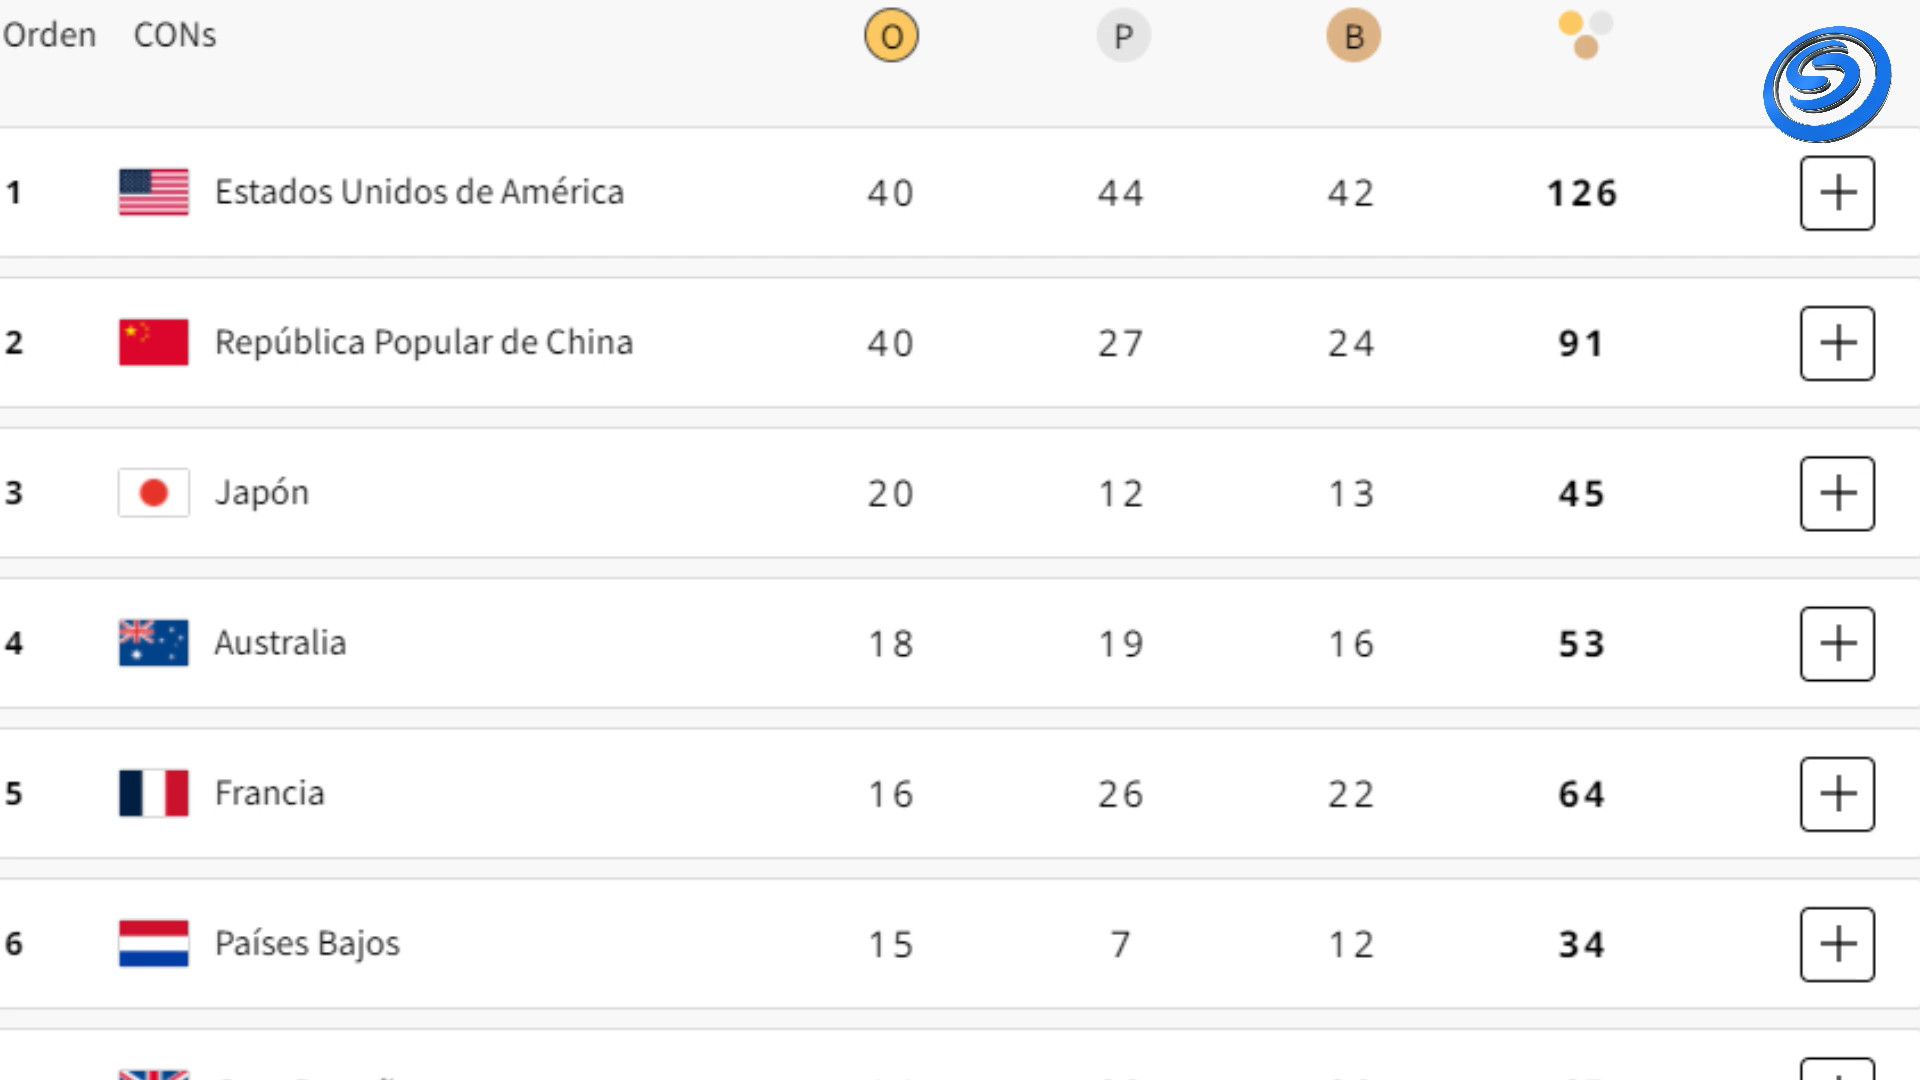 Orden CONs O P B
1 Estados Unidos de América 40 44 42 126
2 República Popular de China 40 27 24 91
3 Japón 20 12 13 45
4 Australia 18 19 16 53
5 Francia 16 26 22 64
6 Países Bajos 15 7 12 34